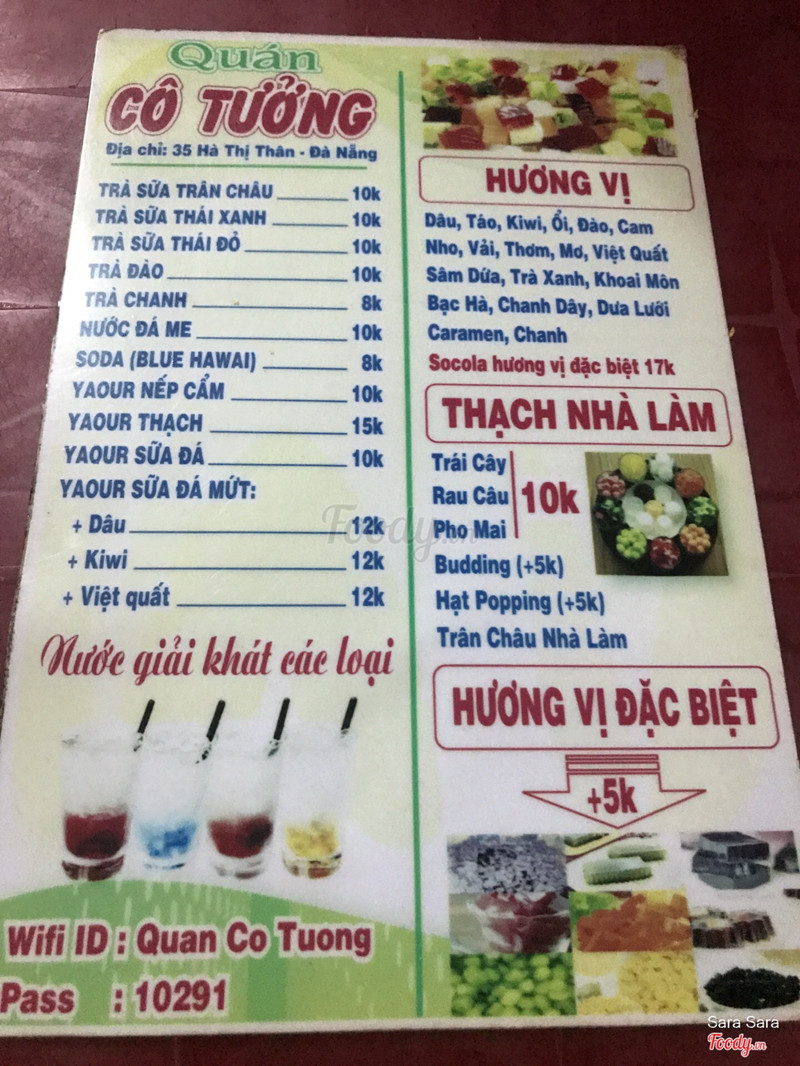 Quán
CÔ TƯỞNG
Địa chỉ: 35 Hà Thị Thân - Đà Nẵng
TRÀ SỮA TRÂN CHÂU 10k
TRÀ SỮA THÁI XANH 10k
TRÀ SỮA THÁI ĐỎ 10k
TRÀ ĐÀO 10k
TRÀ CHANH 8k
NƯỚC ĐÁ ME 10k
SODA (BLUE HAWAI) 8k
YAOUR NẾP CẨM 10k
YAOUR THẠCH 15k
YAOUR SỮA ĐÁ 10k
YAOUR SỮA ĐÁ MỨT:
+ Dâu 12k
+ Kiwi 12k
+ Việt quất 12k
Nước giải khát các loại
Wifi ID : Quan Co Tuong
Pass : 10291
HƯƠNG VỊ
Dâu, Táo, Kiwi, Ổi, Đào, Cam
Nho, Vải, Thơm, Mơ, Việt Quất
Sâm Dứa, Trà Xanh, Khoai Môn
Bạc Hà, Chanh Dây, Dưa Lưỡi
Caramen, Chanh
Socola hương vị đặc biệt 17k
THẠCH NHÀ LÀM
Trái Cây
Rau Câu 10k
Pho Mai
Budding (+5k)
Hạt Popping (+5k)
Trân Châu Nhà Làm
HƯƠNG VỊ ĐẶC BIỆT
+5k
Foody.vn
Sara Sara
Foody.vn